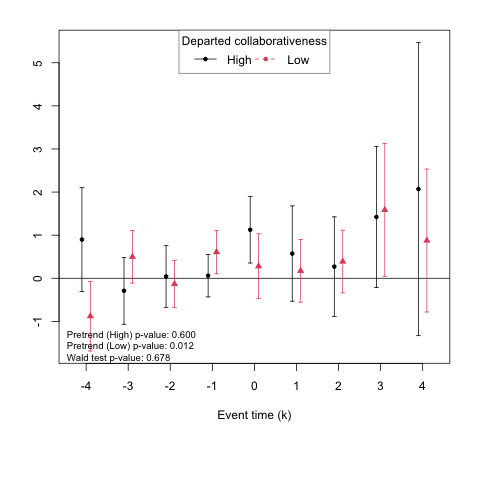 Departed collaborativeness
High Low
5
4
3
2
1
0
-1
Pretrend (High) p-value: 0.600
Pretrend (Low) p-value: 0.012
Wald test p-value: 0.678
-4 -3 -2 -1 0 1 2 3 4
Event time (k)